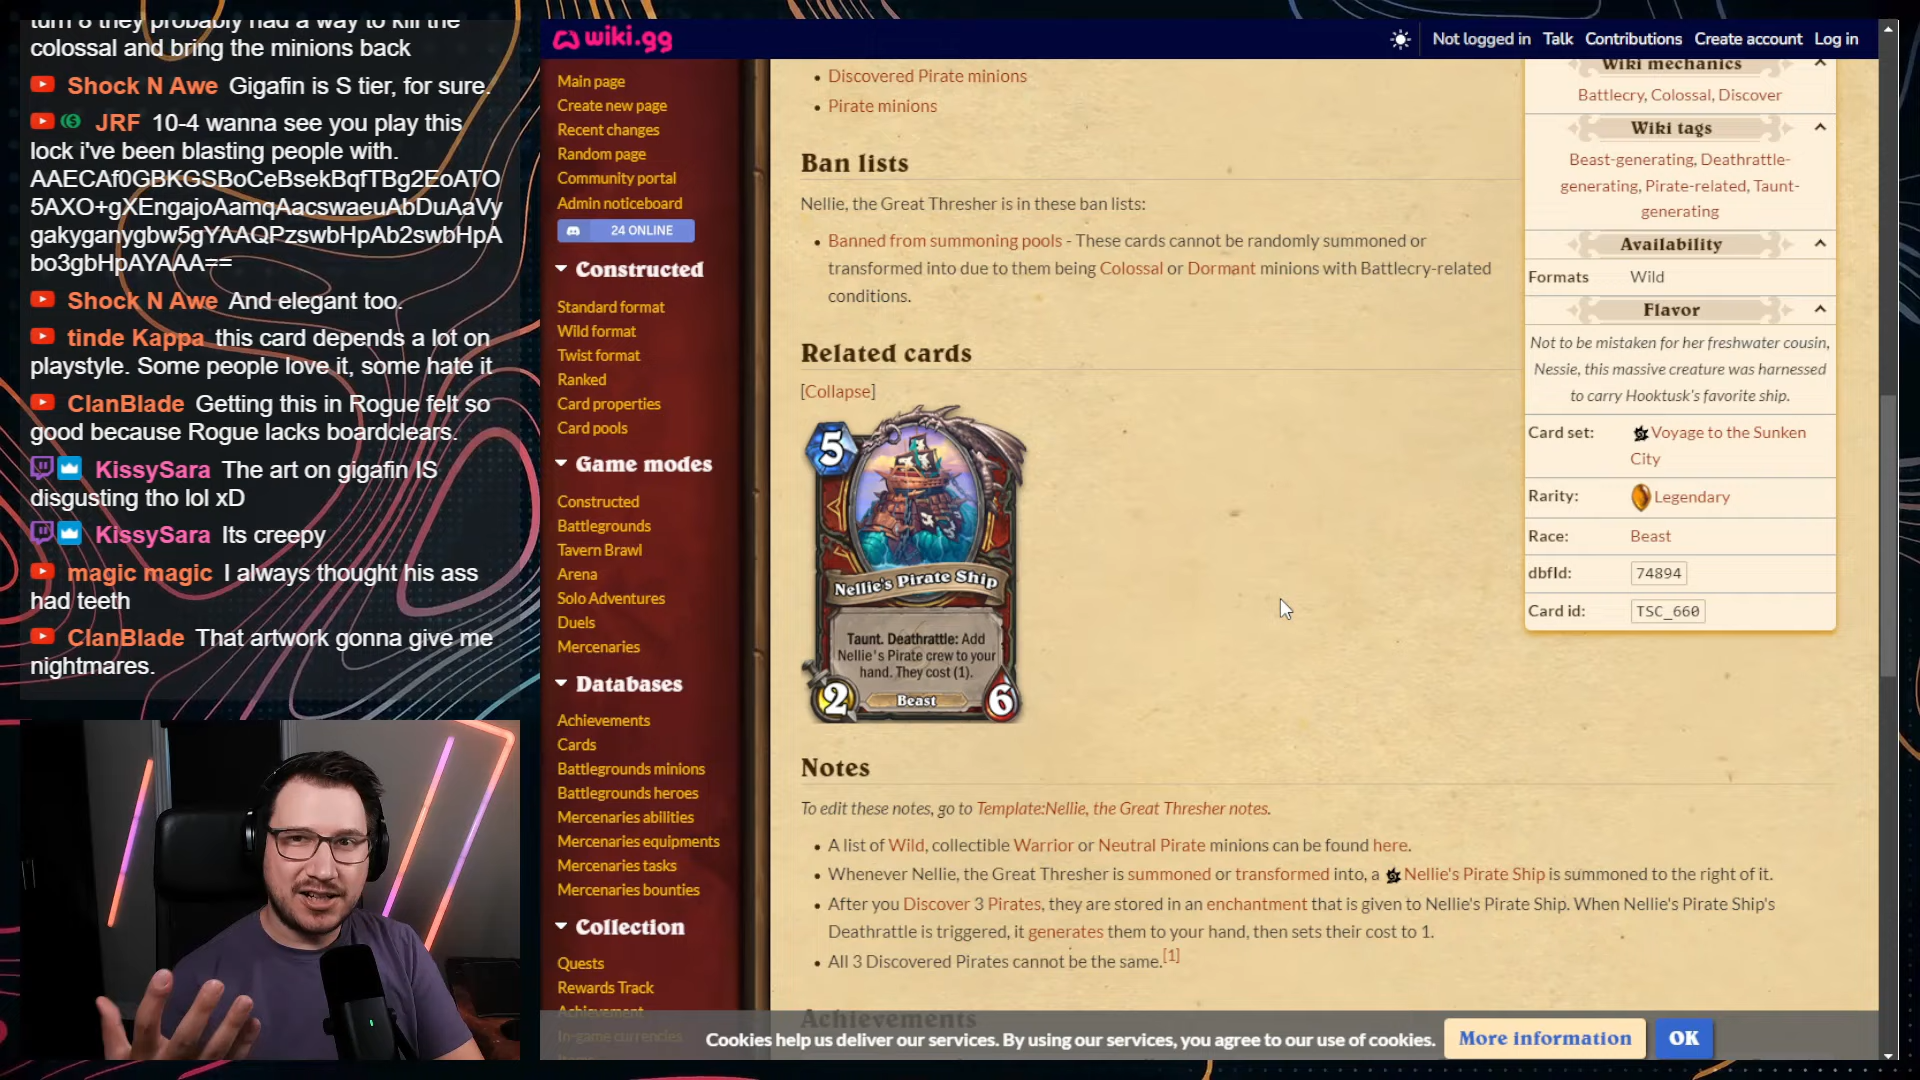 turn 8 they probably had a way to kill the
colossal and bring the minions back
Shock N Awe Gigafin is S tier, for sure.
JRF 10-4 wanna see you play this
lock i've been blasting people with.
AAECAf0GBKGSBoCeBsekBqfTBg2EoATO
5AXO+gXEngajoAamqAacswaeuAbDuAaVy
gakyganygbw5gYAAQPzswbHpAb2swbHpA
bo3gbHpAYAAA==
Shock N Awe And elegant too.
tinde Kappa this card depends a lot on
playstyle. Some people love it, some hate it
ClanBlade Getting this in Rogue felt so
good because Rogue lacks boardclears.
KissySara The art on gigafin IS
disgusting tho lol xD
KissySara Its creepy
magic magic I always thought his ass
had teeth
ClanBlade That artwork gonna give me
nightmares.
wiki.gg
Not logged in Talk Contributions Create account Log in
Main page
Create new page
Recent changes
Random page
Community portal
Admin noticeboard
24 ONLINE
Constructed
Standard format
Wild format
Twist format
Ranked
Card properties
Card pools
Game modes
Constructed
Battlegrounds
Tavern Brawl
Arena
Solo Adventures
Duels
Mercenaries
Databases
Achievements
Cards
Battlegrounds minions
Battlegrounds heroes
Mercenaries abilities
Mercenaries equipments
Mercenaries tasks
Mercenaries bounties
Collection
Quests
Rewards Track
Achievement
In-game currencies
Discovered Pirate minions
Pirate minions
Ban lists
Nellie, the Great Thresher is in these ban lists:
Banned from summoning pools - These cards cannot be randomly summoned or
transformed into due to them being Colossal or Dormant minions with Battlecry-related
conditions.
Related cards
[Collapse]
5
Nellie's Pirate Ship
Taunt. Deathrattle: Add
Nellie's Pirate crew to your
hand. They cost (1).
2 Beast 6
Notes
To edit these notes, go to Template:Nellie, the Great Thresher notes.
A list of Wild, collectible Warrior or Neutral Pirate minions can be found here.
Whenever Nellie, the Great Thresher is summoned or transformed into, a Nellie's Pirate Ship is summoned to the right of it.
After you Discover 3 Pirates, they are stored in an enchantment that is given to Nellie's Pirate Ship. When Nellie's Pirate Ship's
Deathrattle is triggered, it generates them to your hand, then sets their cost to 1.
All 3 Discovered Pirates cannot be the same.[1]
Achievements
Wiki mechanics
Battlecry, Colossal, Discover
Wiki tags
Beast-generating, Deathrattle-
generating, Pirate-related, Taunt-
generating
Availability
Formats Wild
Flavor
Not to be mistaken for her freshwater cousin,
Nessie, this massive creature was harnessed
to carry Hooktusk's favorite ship.
Card set: Voyage to the Sunken
City
Rarity: Legendary
Race: Beast
dbfId: 74894
Card id: TSC_660
Cookies help us deliver our services. By using our services, you agree to our use of cookies. More information OK